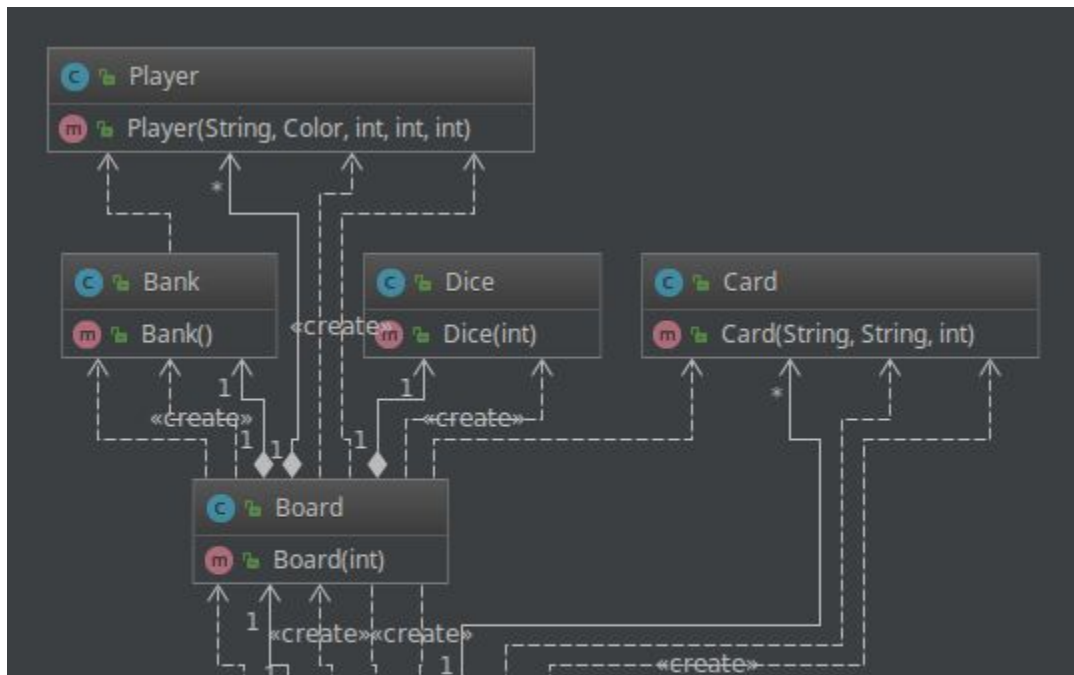 C Player
m Player(String, Color, int, int, int)
*
C Bank
C Dice
C Card
m Bank()
«create»
m Dice(int)
m Card(String, String, int)
1
1
*
«create»
«create»
1
1
1
C Board
m Board(int)
1
«create»
«create»
1
1
«create»